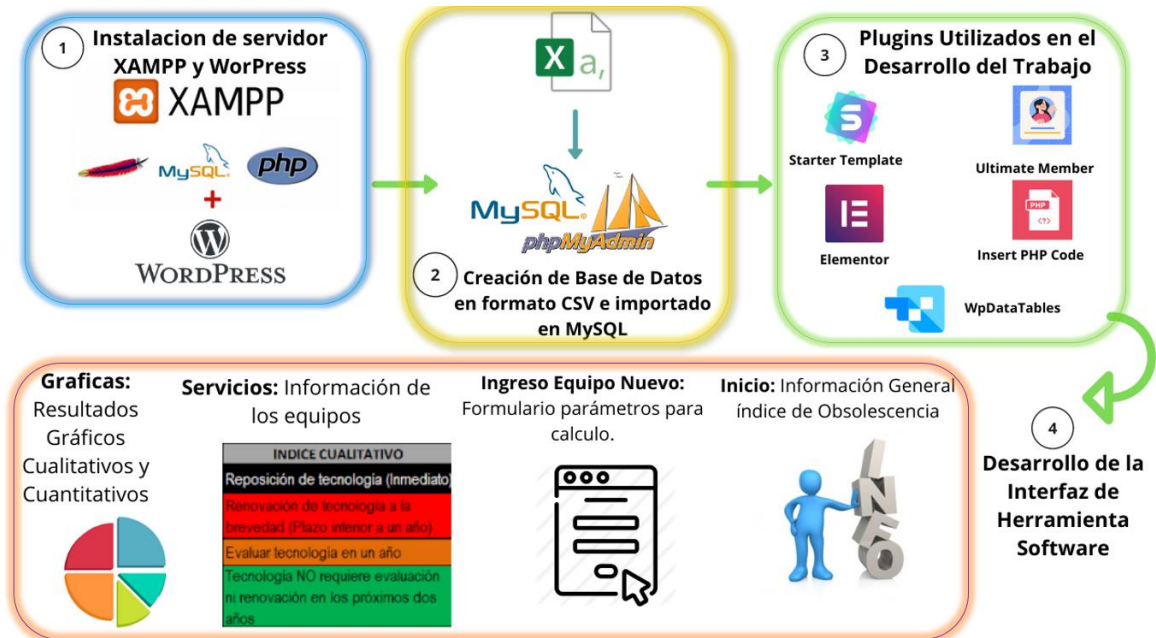 1
Instalacion de servidor
XAMPP y WorPress
XAMPP
MySQL
php
+
WORDPRESS
X a,
MySQL
phpMyAdmin
2
Creación de Base de Datos
en formato CSV e importado
en MySQL
3
Plugins Utilizados en el
Desarrollo del Trabajo
S
Starter Template
Ultimate Member
Elementor
PHP
<?>
Insert PHP Code
WpDataTables
4
Desarrollo de la
Interfaz de
Herramienta
Software
Inicio: Información General
índice de Obsolescencia
INFO
Ingreso Equipo Nuevo:
Formulario parámetros para
calculo.
Servicios: Información de
los equipos
INDICE CUALITATIVO
Reposición de tecnología (Inmediato)
Renovación de tecnología a la
brevedad (Plazo inferior a un año)
Evaluar tecnología en un año
Tecnología NO requiere evaluación
ni renovación en los próximos dos
años
Graficas:
Resultados
Gráficos
Cualitativos y
Cuantitativos